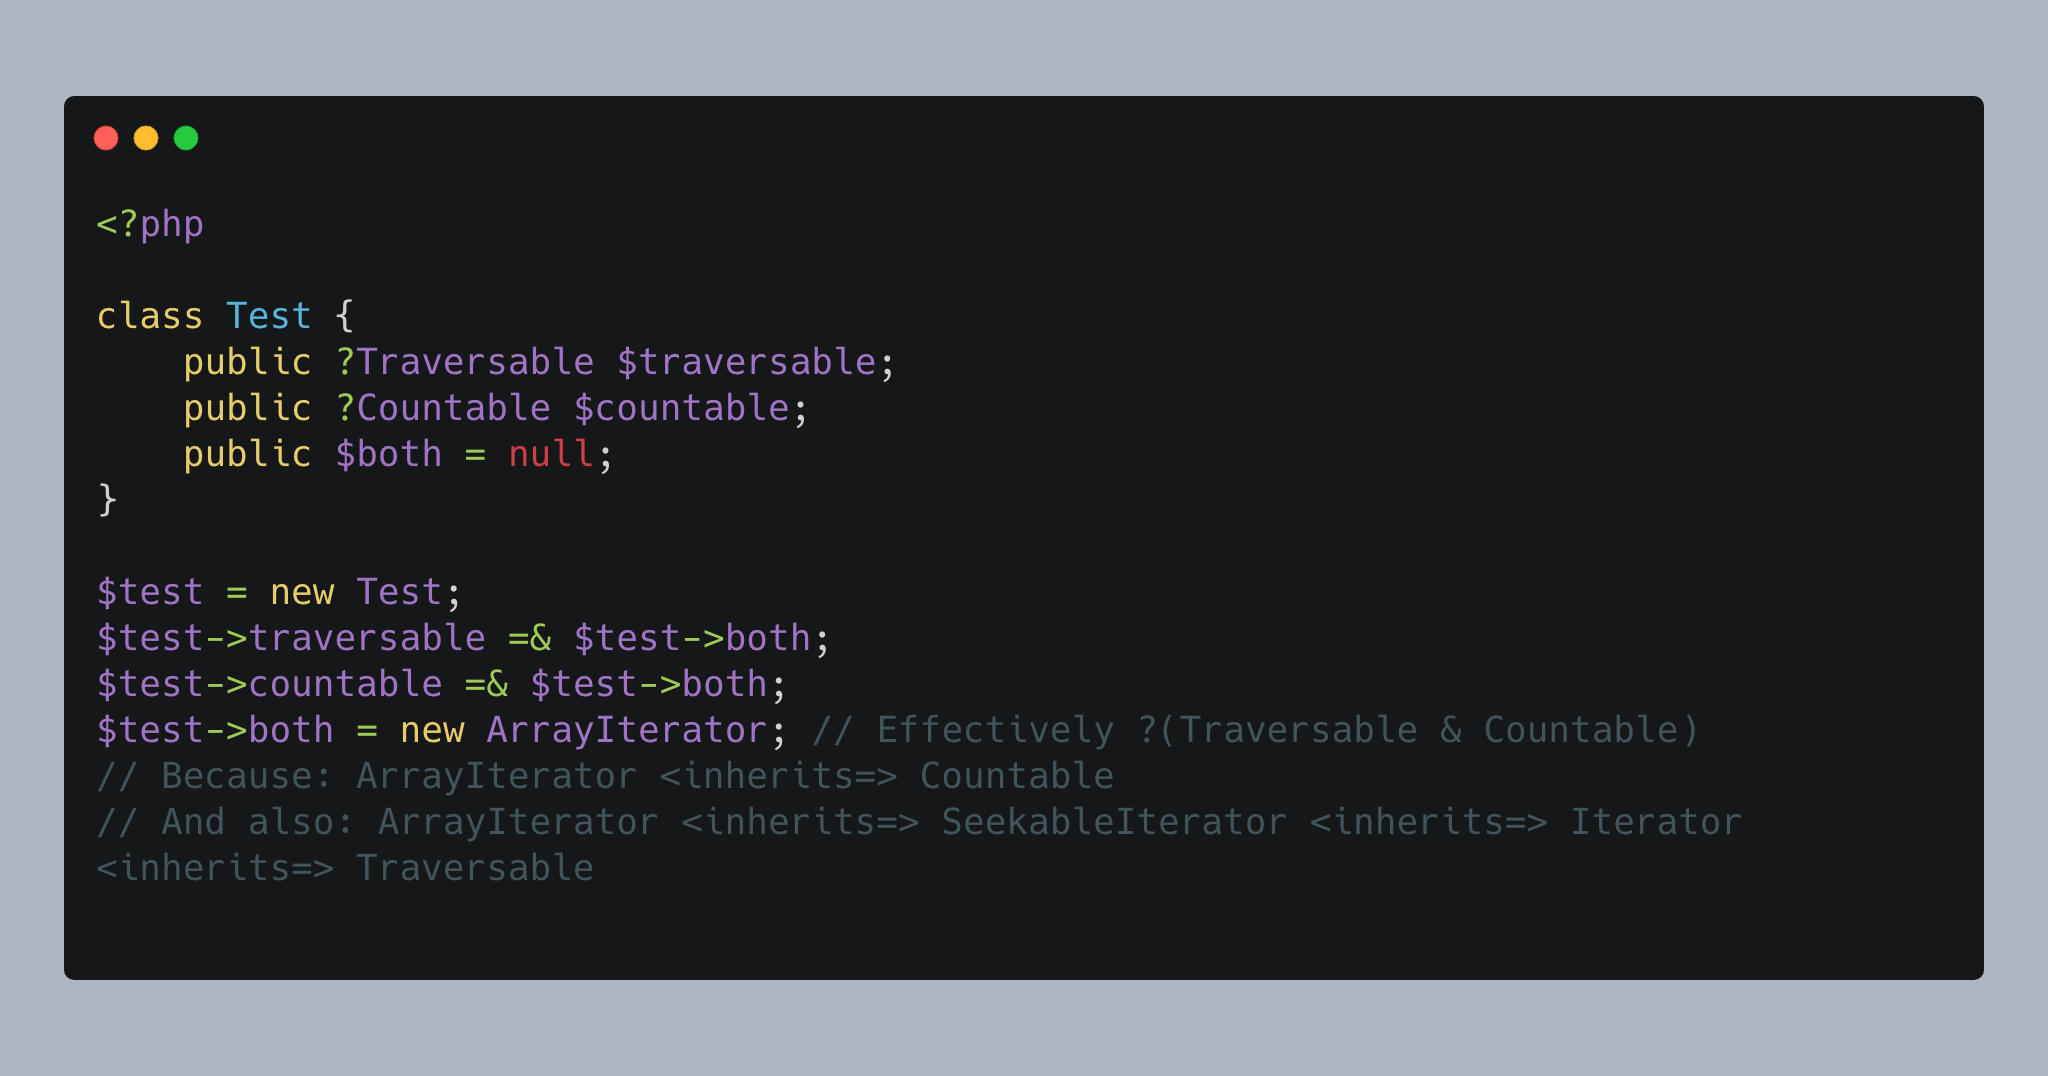 <?php

class Test {
    public ?Traversable $traversable;
    public ?Countable $countable;
    public $both = null;
}

$test = new Test;
$test->traversable =& $test->both;
$test->countable =& $test->both;
$test->both = new ArrayIterator; // Effectively ?(Traversable & Countable)
// Because: ArrayIterator <inherits=> Countable
// And also: ArrayIterator <inherits=> SeekableIterator <inherits=> Iterator
<inherits=> Traversable